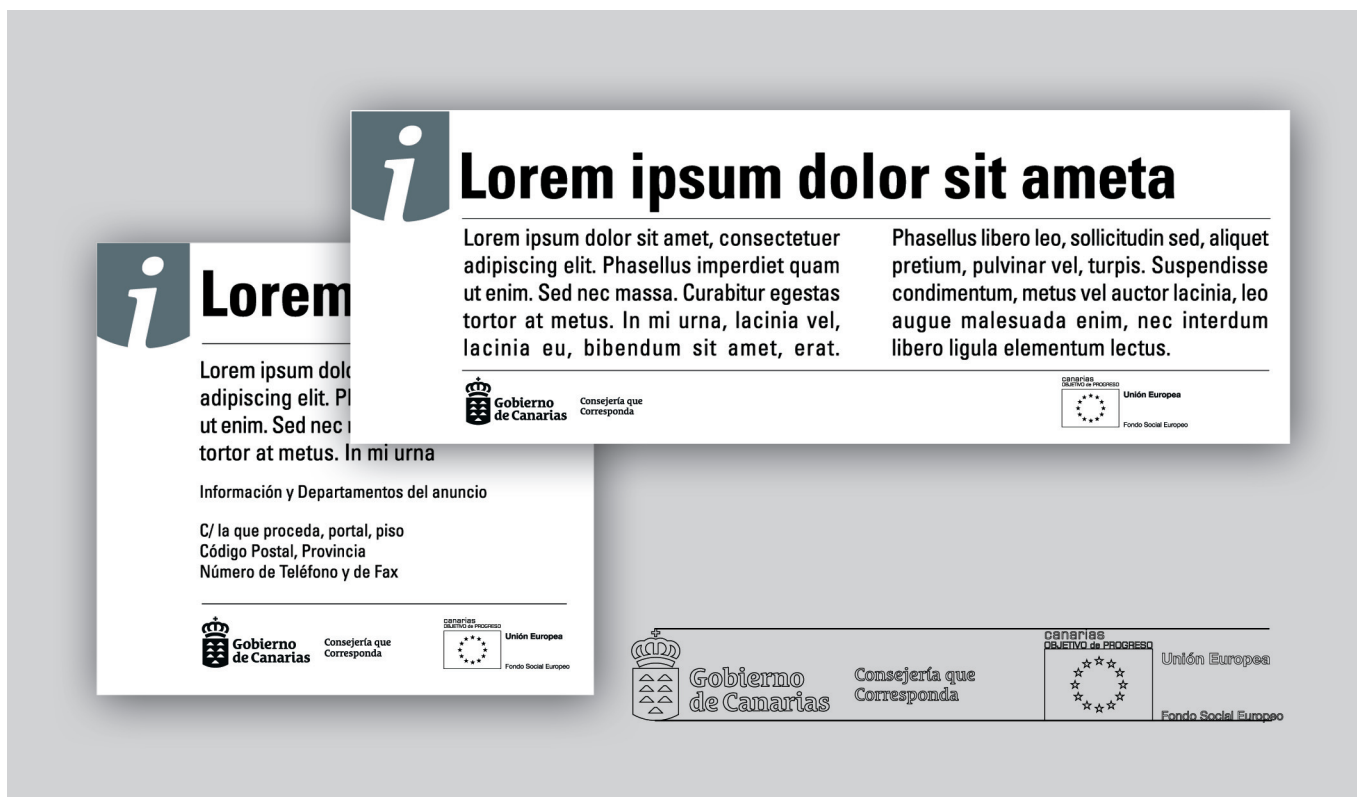 i
Lorem ipsum dolor sit ameta
Lorem ipsum dolor sit amet, consectetuer
adipiscing elit. Phasellus imperdiet quam
ut enim. Sed nec massa. Curabitur egestas
tortor at metus. In mi urna, lacinia vel,
lacinia eu, bibendum sit amet, erat.
Phasellus libero leo, sollicitudin sed, aliquet
pretium, pulvinar vel, turpis. Suspendisse
condimentum, metus vel auctor lacinia, leo
augue malesuada enim, nec interdum
libero ligula elementum lectus.
Gobierno
de Canarias
Consejería que
Corresponda
canarias
OBJETIVO de PROGRESO
Unión Europea
Fondo Social Europeo
i
Lorem
Lorem ipsum
adipiscing elit.
ut enim. Sed nec
tortor at metus. In mi urna
Información y Departamentos del anuncio
C/ la que proceda, portal, piso
Código Postal, Provincia
Número de Teléfono y de Fax
Gobierno
de Canarias
Consejería que
Corresponda
canarias
OBJETIVO de PROGRESO
Unión Europea
Fondo Social Europeo
Gobierno
de Canarias
Consejería que
Corresponda
canarias
OBJETIVO de PROGRESO
Unión Europea
Fondo Social Europeo